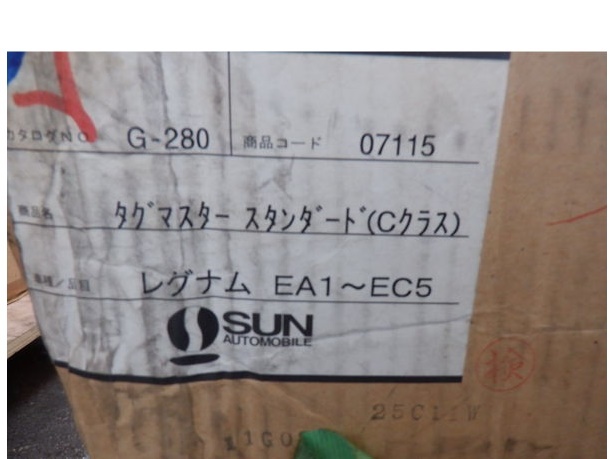 カタログNO G-280 商品コード 07115
商品名 タグマスター スタンダード(Cクラス)
車種/品目 レグナム EA1～EC5
SUN
AUTOMOBILE
検